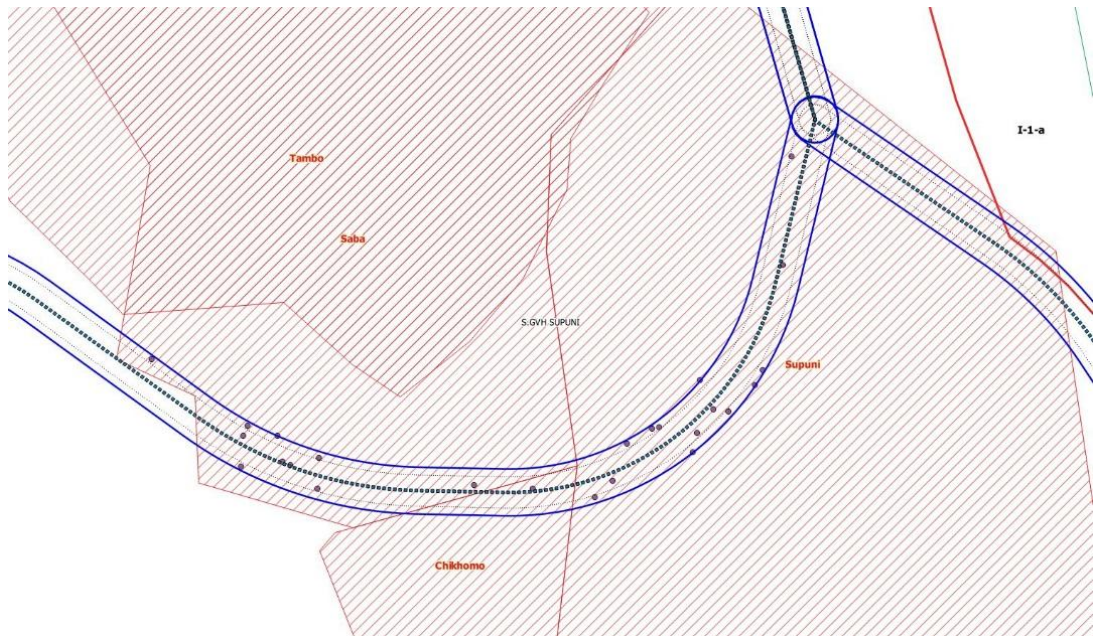 I-1-a
Tambo
Saba
S.GVH SUPUNI
Supuni
Chikhomo